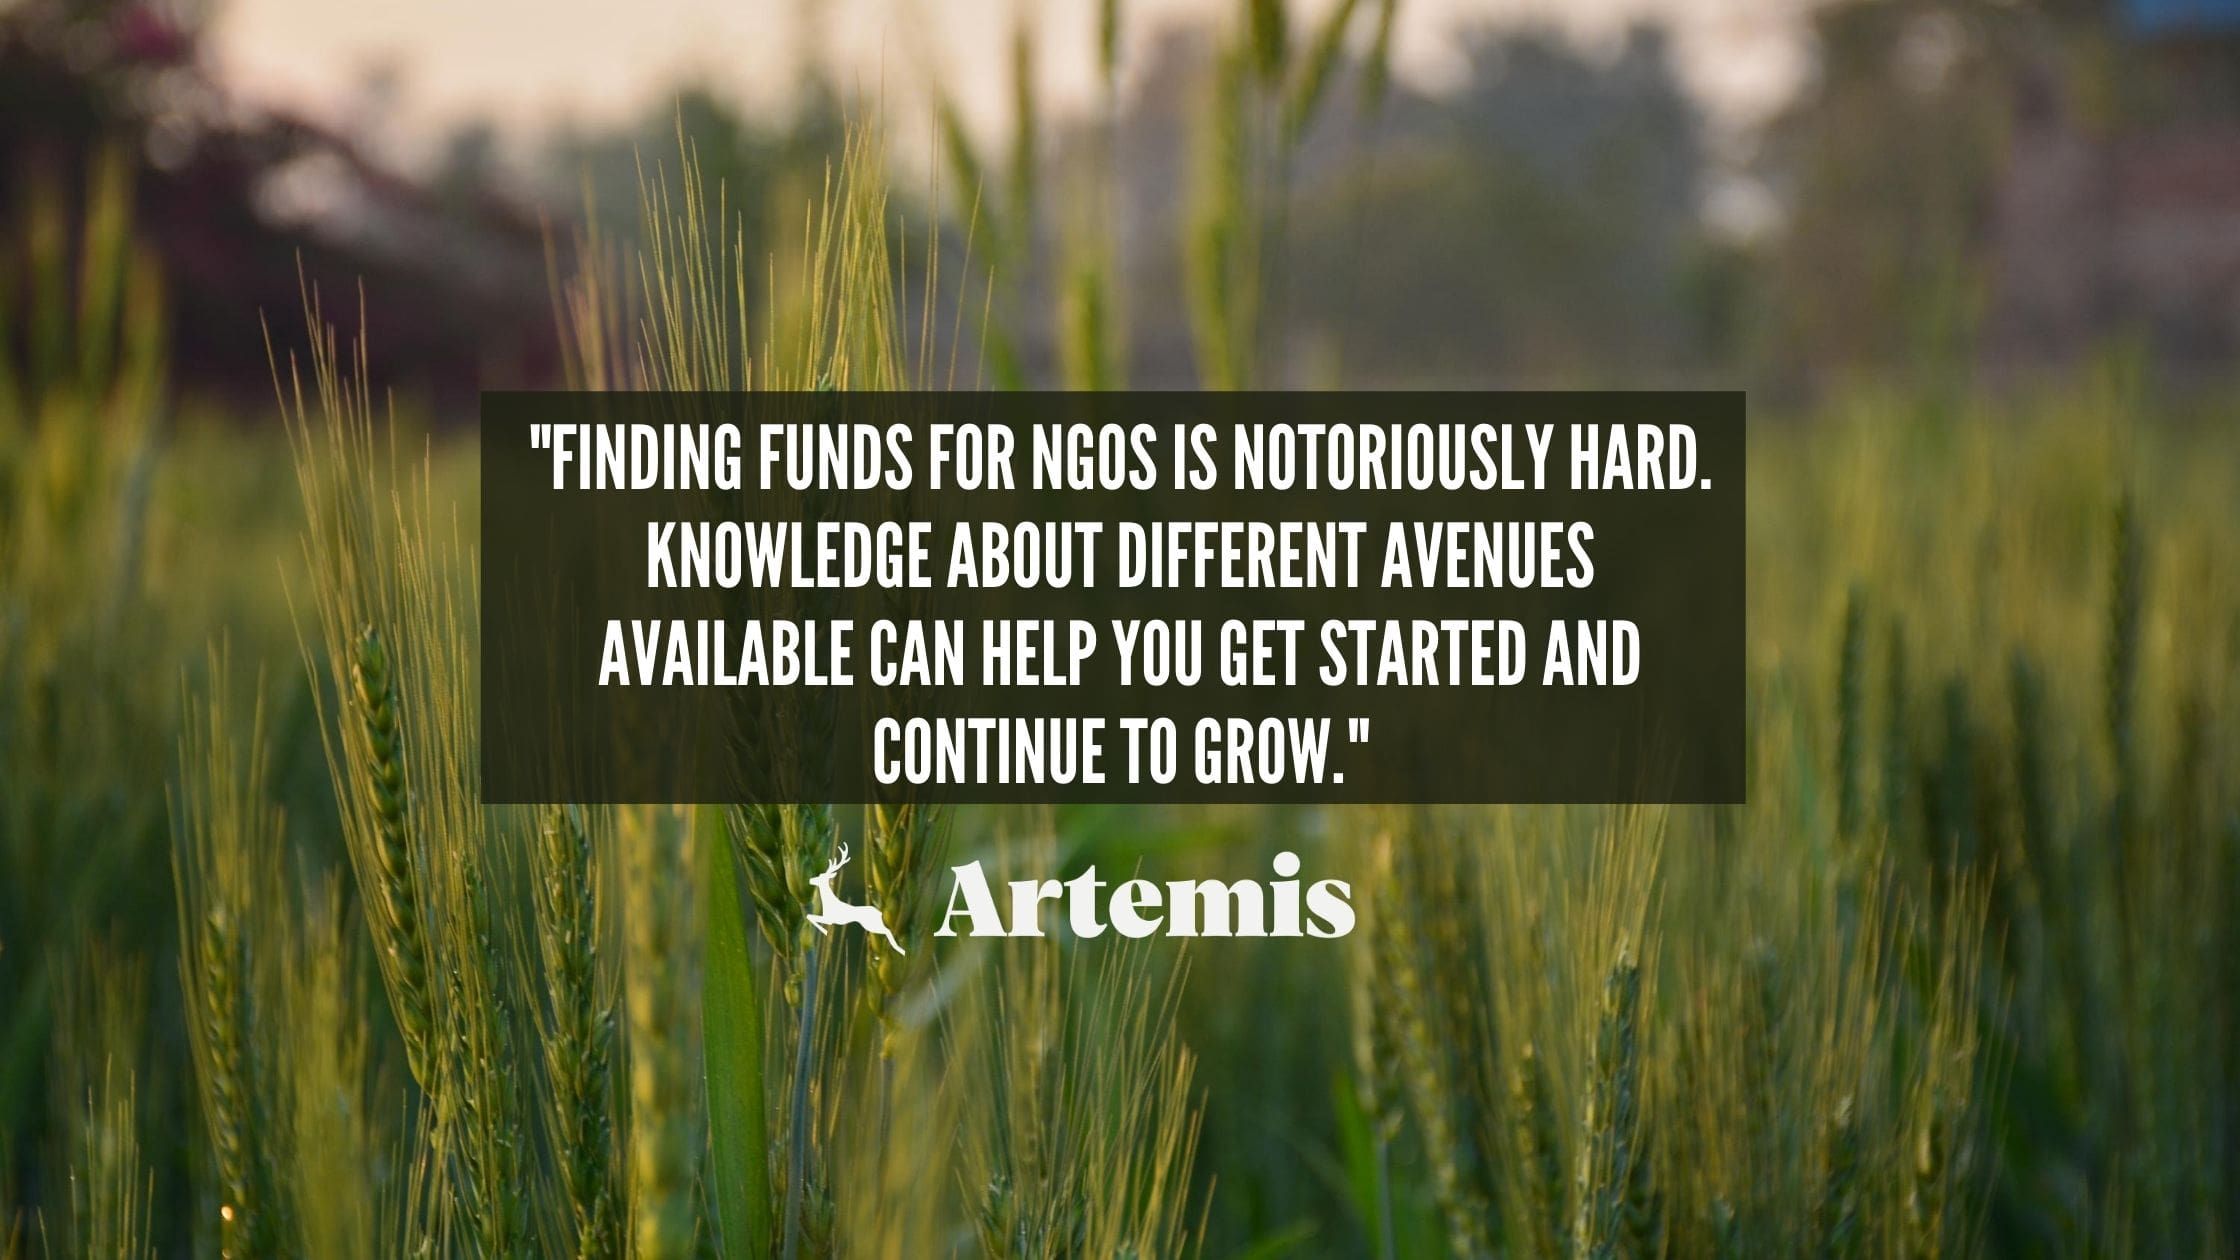 "FINDING FUNDS FOR NGOS IS NOTORIOUSLY HARD.
KNOWLEDGE ABOUT DIFFERENT AVENUES
AVAILABLE CAN HELP YOU GET STARTED AND
CONTINUE TO GROW."
Artemis